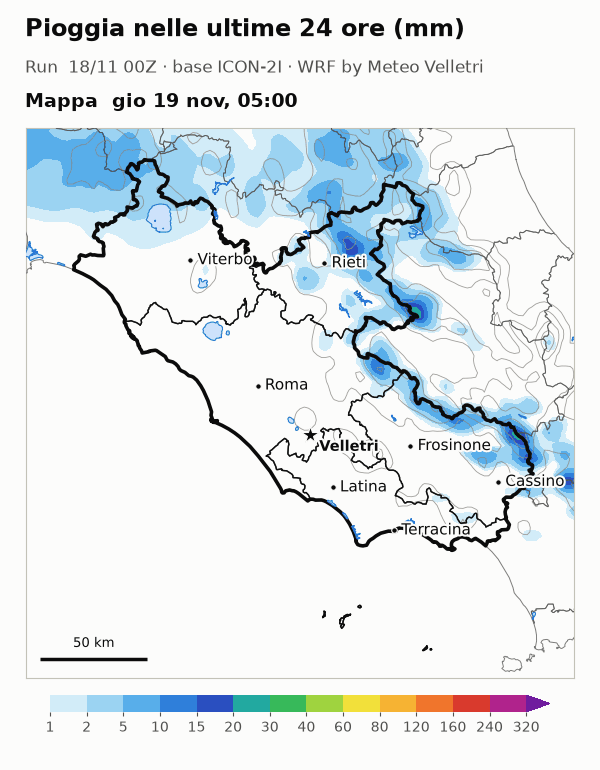 Pioggia nelle ultime 24 ore (mm)
Run  18/11 00Z · base ICON-2I · WRF by Meteo Velletri
Mappa  gio 19 nov, 05:00
Viterbo
Rieti
Roma
Velletri
Frosinone
Latina
Cassino
Terracina
50 km
1 2 5 10 15 20 30 40 60 80 120 160 240 320